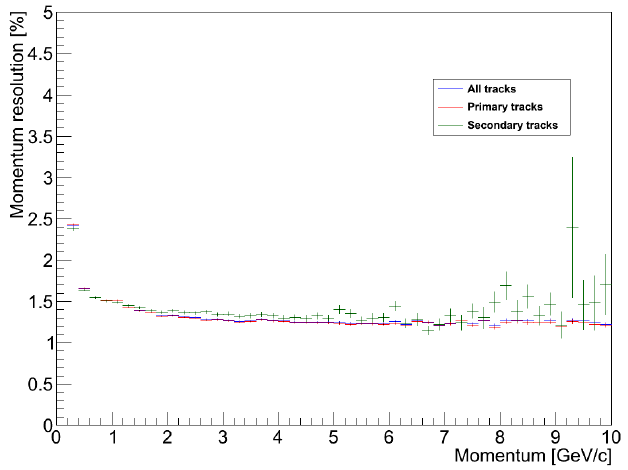 Momentum resolution [%]
5
4.5
4
3.5
3
2.5
2
1.5
1
0.5
0
All tracks
Primary tracks
Secondary tracks
0 1 2 3 4 5 6 7 8 9 10
Momentum [GeV/c]